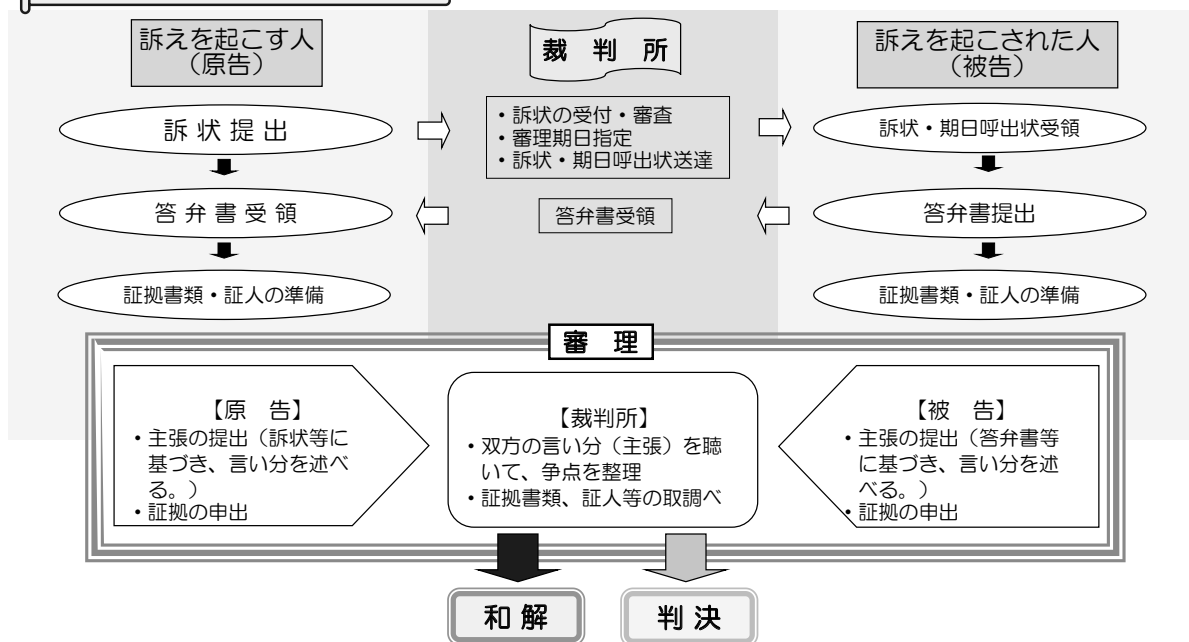 訴えを起こす人
（原告）
裁 判 所
訴えを起こされた人
（被告）
訴 状 提 出
・訴状の受付・審査
・審理期日指定
・訴状・期日呼出状送達
訴状・期日呼出状受領
答 弁 書 受 領
答弁書受領
答弁書提出
証拠書類・証人の準備
証拠書類・証人の準備
審 理
【原 告】
・主張の提出（訴状等に
基づき、言い分を述べ
る。）
・証拠の申出
【裁判所】
・双方の言い分（主張）を聴
いて、争点を整理
・証拠書類、証人等の取調べ
【被 告】
・主張の提出（答弁書等
に基づき、言い分を述
べる。）
・証拠の申出
和 解
判 決